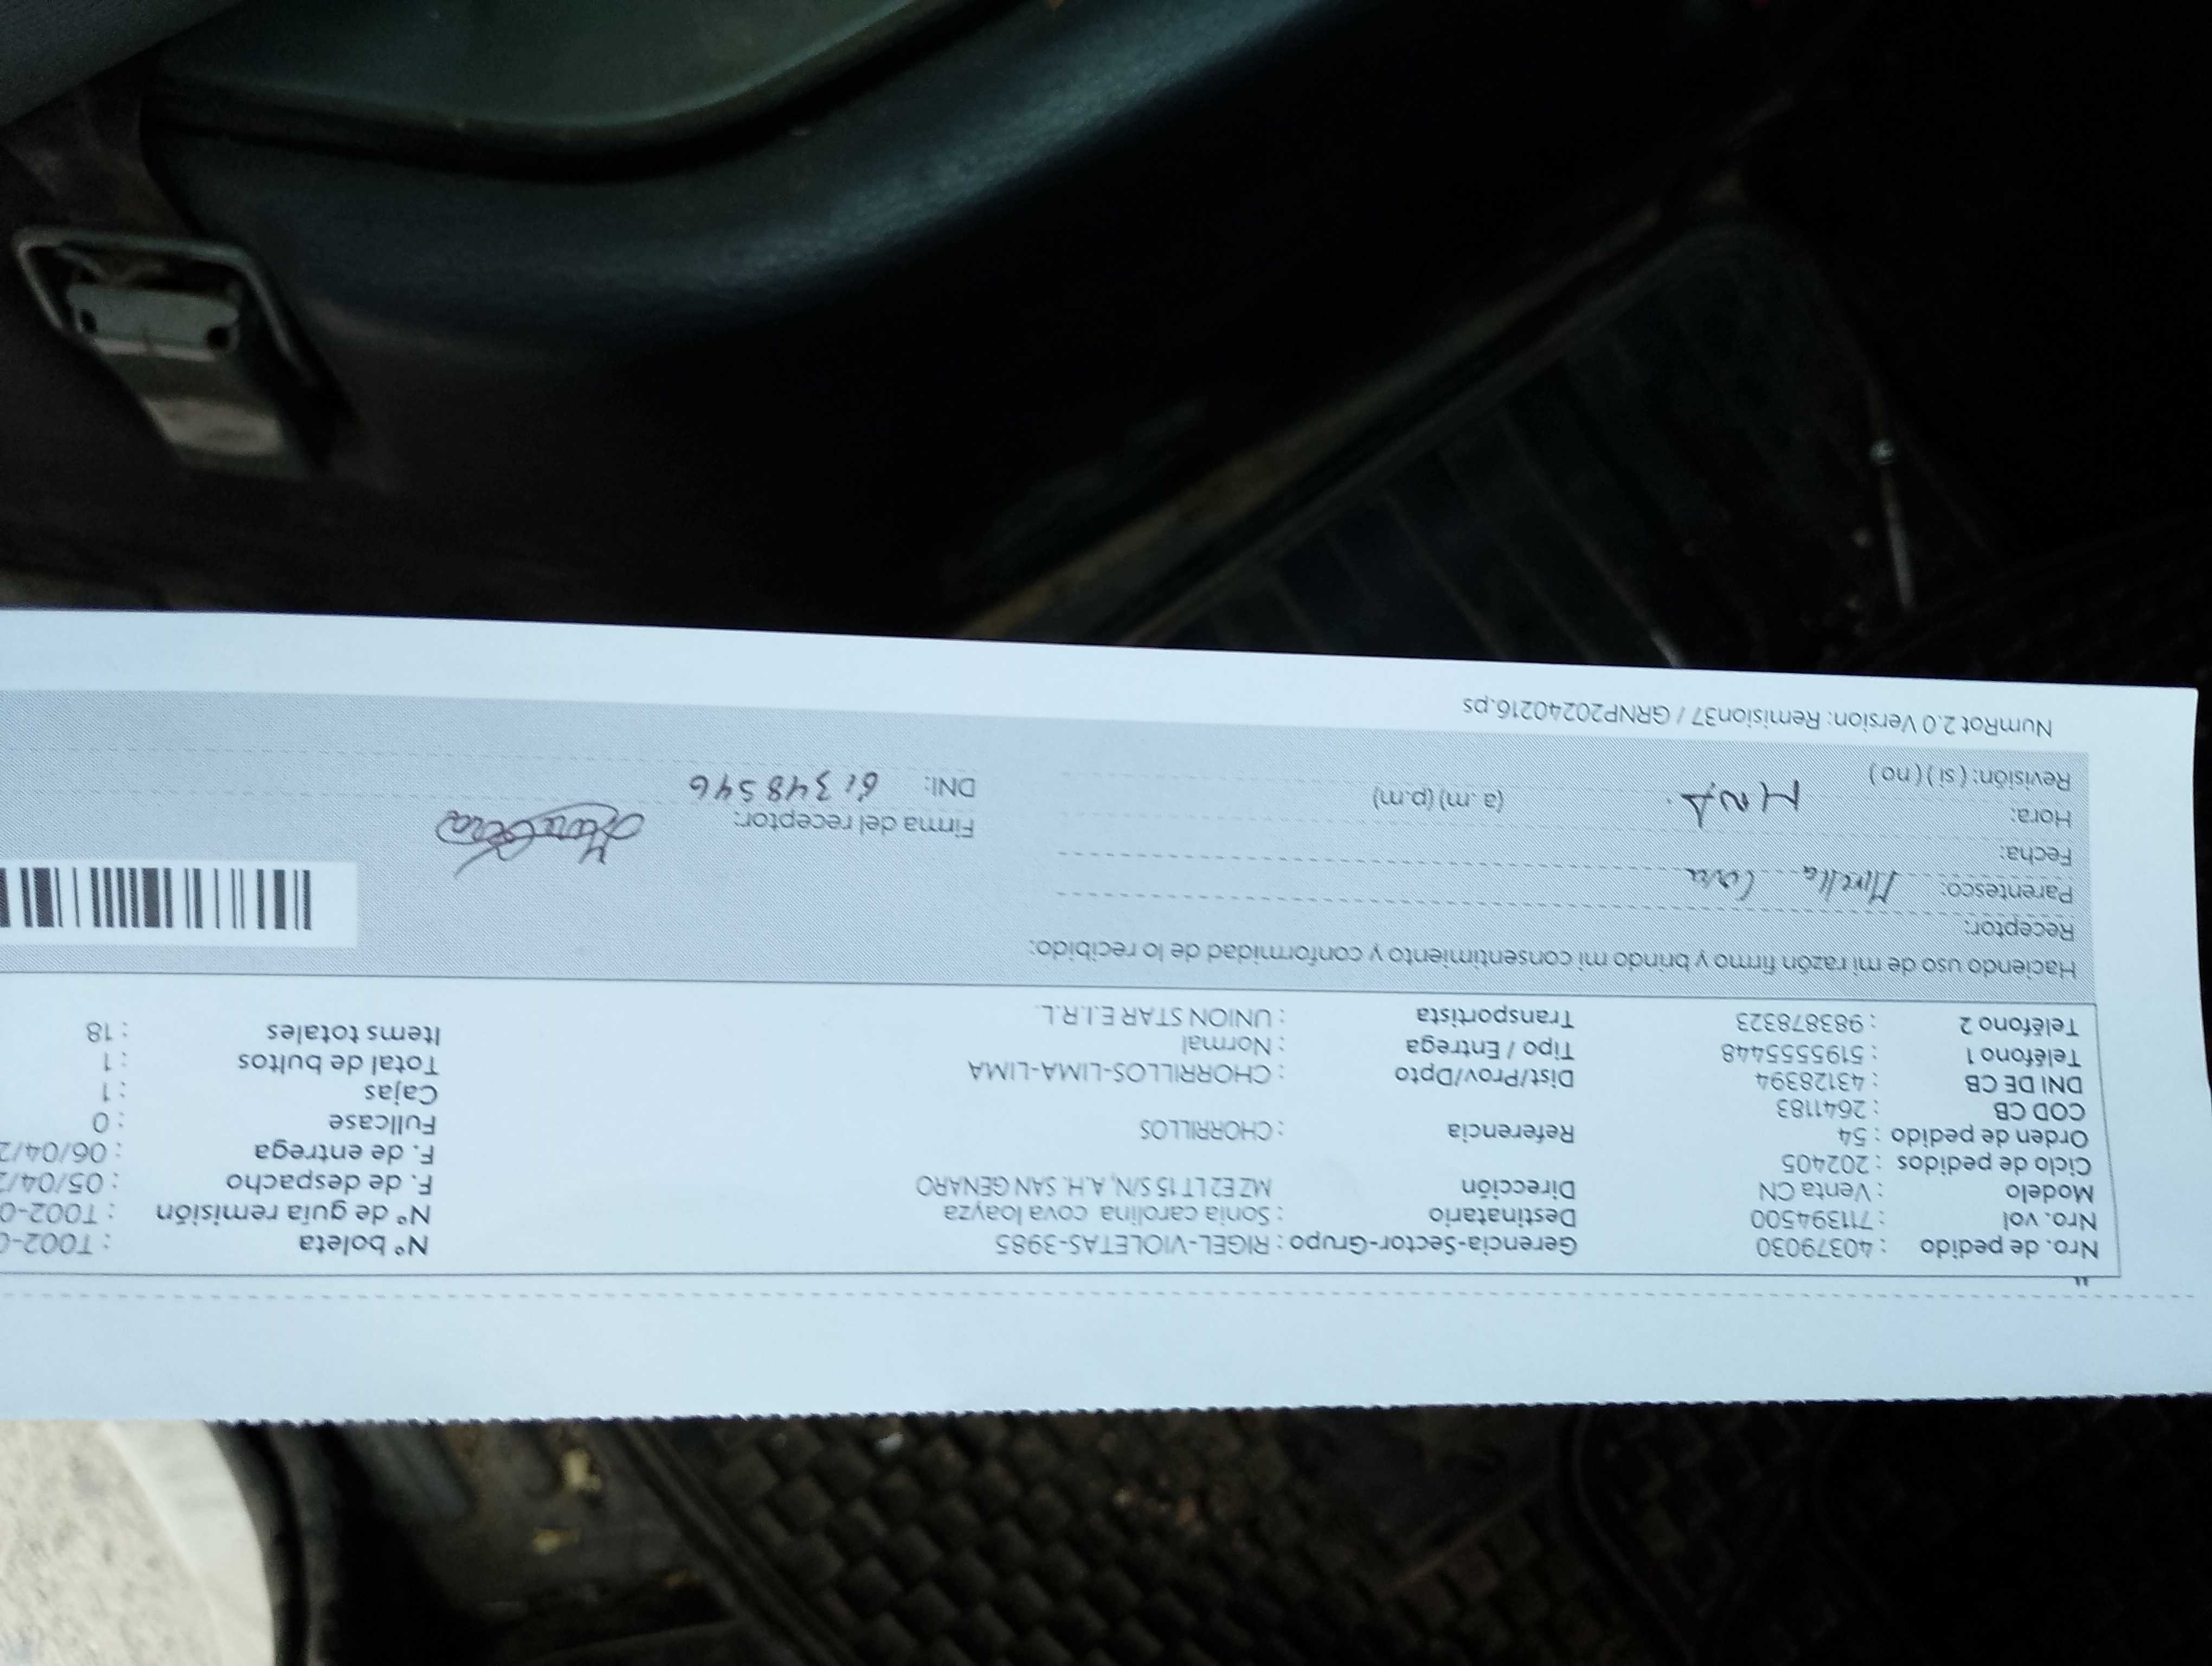 Nro. de pedido : 40379030 Gerencia-Sector-Grupo : RIGEL-VIOLETAS-3985 N° boleta : T002-0
Nro. vol : 711394500 Destinatario : Sonia carolina cova loayza N° de guía remisión : T002-0
Modelo : Venta CN Dirección MZ E2 LT 15 S/N, A.H. SAN GENARO F. de despacho : 05/04/2
Ciclo de pedidos : 202405 F. de entrega : 06/04/2
Orden de pedido : 54 Referencia : CHORRILLOS Fullcase : 0
COD CB : 2641183 Cajas : 1
DNI DE CB : 43128394 Dist/Prov/Dpto : CHORRILLOS-LIMA-LIMA Total de bultos : 1
Teléfono 1 : 51955555448 Tipo / Entrega : Normal Items totales : 18
Teléfono 2 : 983878323 Transportista : UNION STAR E.I.R.L.
Haciendo uso de mi razón firmo y brindo mi consentimiento y conformidad de lo recibido:
Receptor:
Parentesco: Mirella Cova
Fecha:
Hora: (a.m) (p.m) Firma del receptor:
Revisión: ( si ) ( no ) DNI: 61348546
NumRot 2.0 Version: Remision37 / GRNP20240216.ps